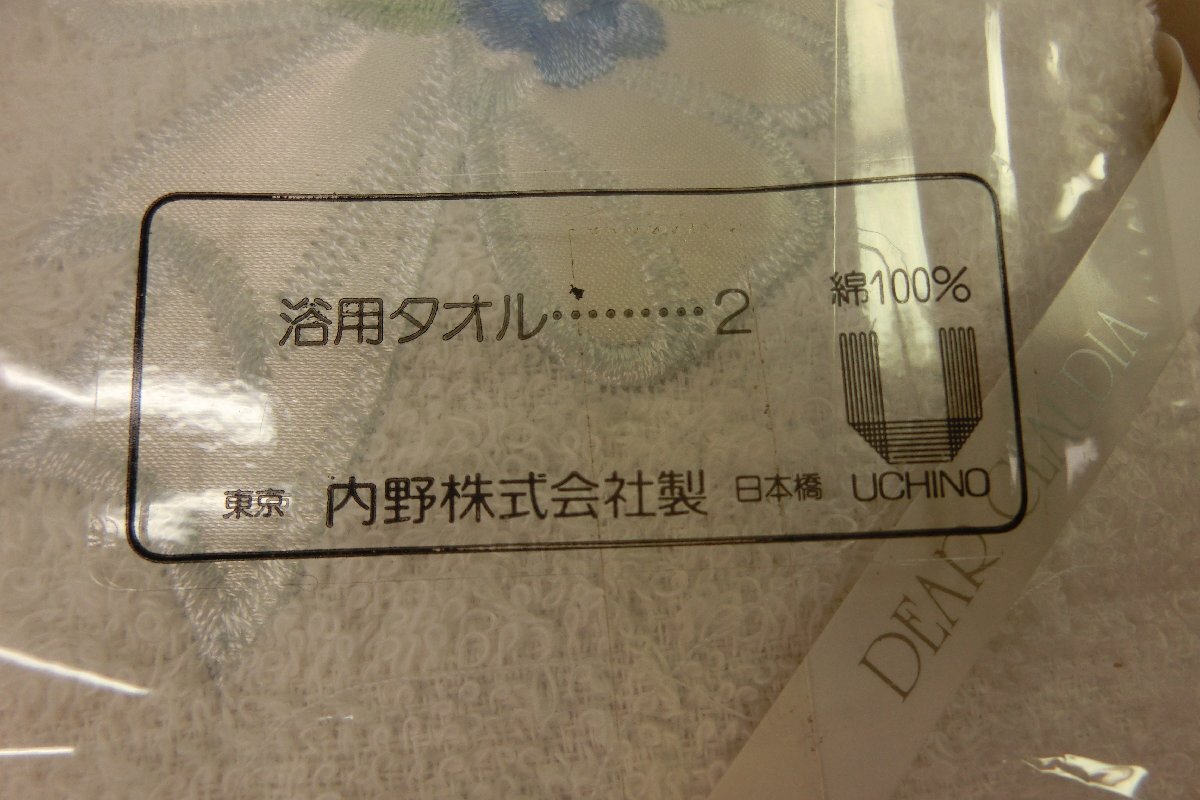 浴用タオル………2
綿100%
東京 内野株式会社製 日本橋 UCHINO
DEAR CLAUDIA